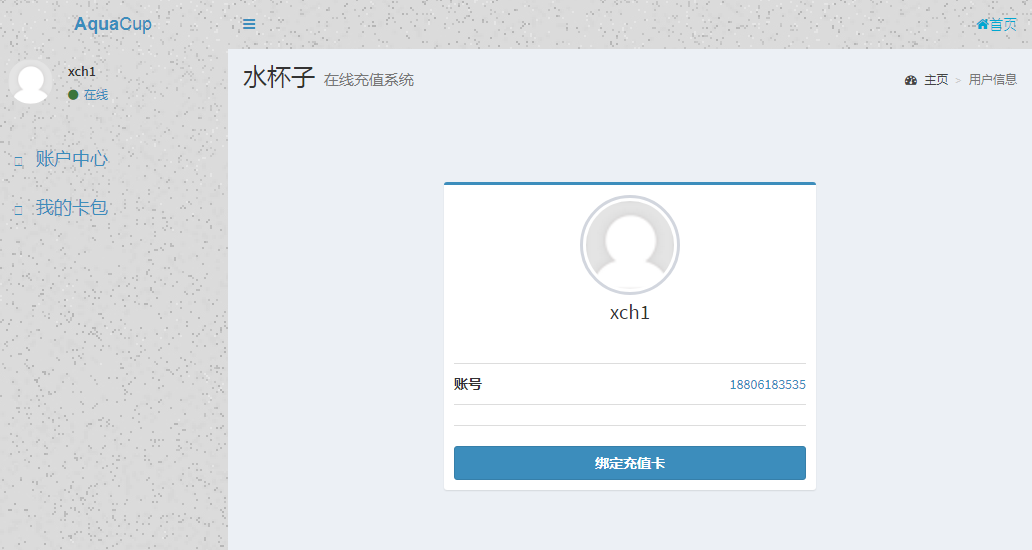 AquaCup
首页
xch1
在线
账户中心
我的卡包
水杯子 在线充值系统
主页 > 用户信息
xch1
账号 18806183535
绑定充值卡